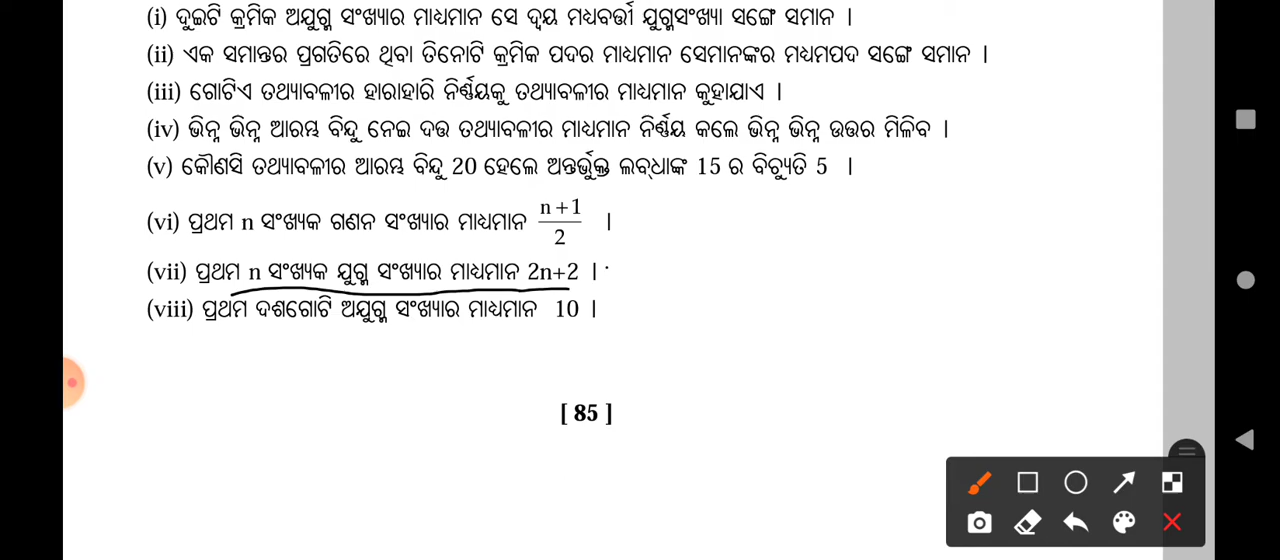 (i) ଦୁଇଟି କ୍ରମିକ ଅଯୁଗ୍ମ ସଂଖ୍ୟାର ମାଧ୍ୟମାନ ସେ ଦ୍ୱୟ ମଧ୍ୟବର୍ତ୍ତୀ ଯୁଗ୍ମସଂଖ୍ୟା ସଙ୍ଗେ ସମାନ ।
(ii) ଏକ ସମାନ୍ତର ପ୍ରଗତିରେ ଥିବା ତିନୋଟି କ୍ରମିକ ପଦର ମାଧ୍ୟମାନ ସେମାନଙ୍କର ମଧ୍ୟମପଦ ସଙ୍ଗେ ସମାନ ।
(iii) ଗୋଟିଏ ତଥ୍ୟାବଳୀର ହାରାହାରି ନିର୍ଣ୍ଣୟକୁ ତଥ୍ୟାବଳୀର ମାଧ୍ୟମାନ କୁହାଯାଏ ।
(iv) ଭିନ୍ନ ଭିନ୍ନ ଆରମ୍ଭ ବିନ୍ଦୁ ନେଇ ଦତ୍ତ ତଥ୍ୟାବଳୀର ମାଧ୍ୟମାନ ନିର୍ଣ୍ଣୟ କଲେ ଭିନ୍ନ ଭିନ୍ନ ଉତ୍ତର ମିଳିବ ।
(v) କୌଣସି ତଥ୍ୟାବଳୀର ଆରମ୍ଭ ବିନ୍ଦୁ 20 ହେଲେ ଅନ୍ତର୍ଭୁକ୍ତ ଲବ୍‌ଧାଙ୍କ 15 ର ବିଚ୍ୟୁତି 5 ।
(vi) ପ୍ରଥମ n ସଂଖ୍ୟକ ଗଣନ ସଂଖ୍ୟାର ମାଧ୍ୟମାନ (n+1)/2 ।
(vii) ପ୍ରଥମ n ସଂଖ୍ୟକ ଯୁଗ୍ମ ସଂଖ୍ୟାର ମାଧ୍ୟମାନ 2n+2 ।
(viii) ପ୍ରଥମ ଦଶଗୋଟି ଅଯୁଗ୍ମ ସଂଖ୍ୟାର ମାଧ୍ୟମାନ 10 ।
[ 85 ]